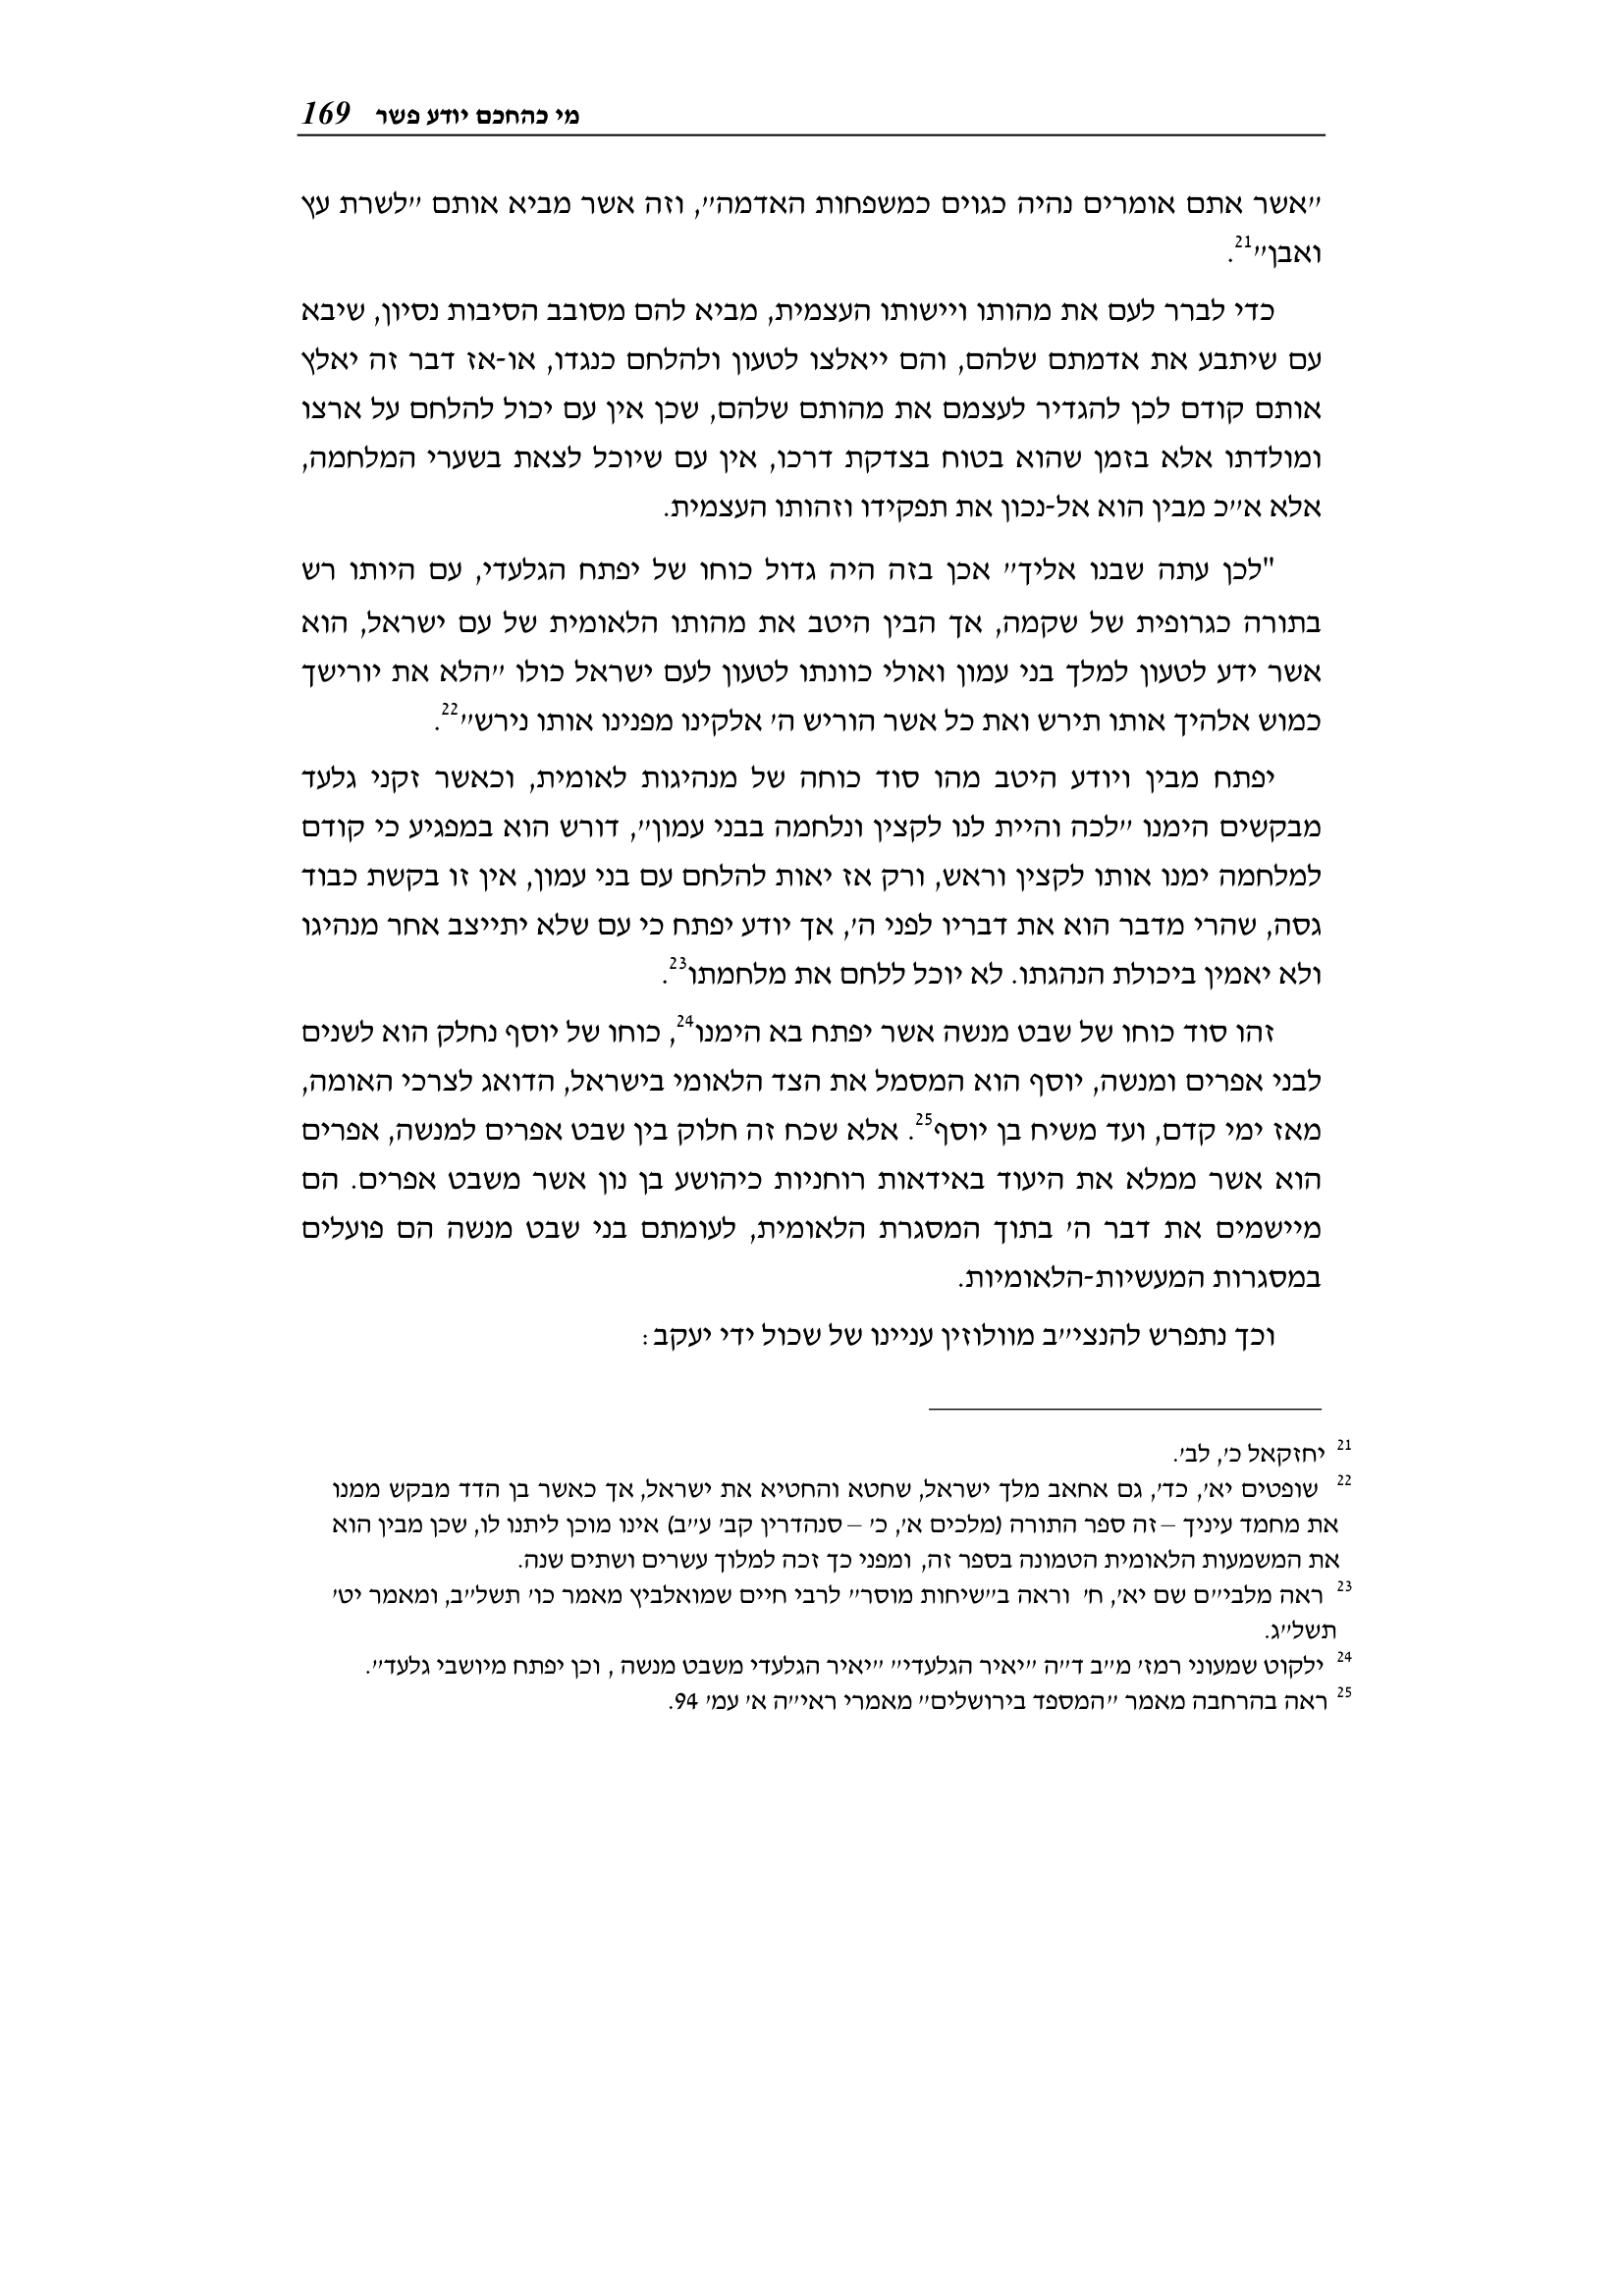 מי כהחכם יודע פשר 169
״אשר אתם אומרים נהיה כגוים כמשפחות האדמה״, וזה אשר מביא אותם ״לשרת עץ
ואבן״21.
כדי לברר לעם את מהותו ויישותו העצמית, מביא להם מסובב הסיבות נסיון, שיבא
עם שיתבע את אדמתם שלהם, והם ייאלצו לטעון ולהלחם כנגדו, או-אז דבר זה יאלץ
אותם קודם לכן להגדיר לעצמם את מהותם שלהם, שכן אין עם יכול להלחם על ארצו
ומולדתו אלא בזמן שהוא בטוח בצדקת דרכו, אין עם שיוכל לצאת בשערי המלחמה,
אלא א״כ מבין הוא אל-נכון את תפקידו וזהותו העצמית.
"לכן עתה שבנו אליך״ אכן בזה היה גדול כוחו של יפתח הגלעדי, עם היותו רש
בתורה כגרופית של שקמה, אך הבין היטב את מהותו הלאומית של עם ישראל, הוא
אשר ידע לטעון למלך בני עמון ואולי כוונתו לטעון לעם ישראל כולו ״הלא את יורישך
כמוש אלהיך אותו תירש ואת כל אשר הוריש ה׳ אלקינו מפנינו אותו נירש״22.
יפתח מבין ויודע היטב מהו סוד כוחה של מנהיגות לאומית, וכאשר זקני גלעד
מבקשים הימנו ״לכה והיית לנו לקצין ונלחמה בבני עמון״, דורש הוא במפגיע כי קודם
למלחמה ימנו אותו לקצין וראש, ורק אז יאות להלחם עם בני עמון, אין זו בקשת כבוד
גסה, שהרי מדבר הוא את דבריו לפני ה׳, אך יודע יפתח כי עם שלא יתייצב אחר מנהיגו
ולא יאמין ביכולת הנהגתו. לא יוכל ללחם את מלחמתו23.
זהו סוד כוחו של שבט מנשה אשר יפתח בא הימנו24, כוחו של יוסף נחלק הוא לשנים
לבני אפרים ומנשה, יוסף הוא המסמל את הצד הלאומי בישראל, הדואג לצרכי האומה,
מאז ימי קדם, ועד משיח בן יוסף25. אלא שכח זה חלוק בין שבט אפרים למנשה, אפרים
הוא אשר ממלא את היעוד באידאות רוחניות כיהושע בן נון אשר משבט אפרים. הם
מיישמים את דבר ה׳ בתוך המסגרת הלאומית, לעומתם בני שבט מנשה הם פועלים
במסגרות המעשיות-הלאומיות.
וכך נתפרש להנצי״ב מוולוזין עניינו של שכול ידי יעקב:
21 יחזקאל כ׳, לב׳.
22 שופטים יא׳, כד׳, גם אחאב מלך ישראל, שחטא והחטיא את ישראל, אך כאשר בן הדד מבקש ממנו
את מחמד עיניך – זה ספר התורה (מלכים א׳, כ׳ – סנהדרין קב׳ ע״ב) אינו מוכן ליתנו לו, שכן מבין הוא
את המשמעות הלאומית הטמונה בספר זה, ומפני כך זכה למלוך עשרים ושתים שנה.
23 ראה מלבי״ם שם יא׳, ח׳ וראה ב״שיחות מוסר״ לרבי חיים שמואלביץ מאמר כו׳ תשל״ב, ומאמר יט׳
תשל״ג.
24 ילקוט שמעוני רמז׳ מ״ב ד״ה ״יאיר הגלעדי״ ״יאיר הגלעדי משבט מנשה , וכן יפתח מיושבי גלעד״.
25 ראה בהרחבה מאמר ״המספד בירושלים״ מאמרי ראי״ה א׳ עמ׳ 94.